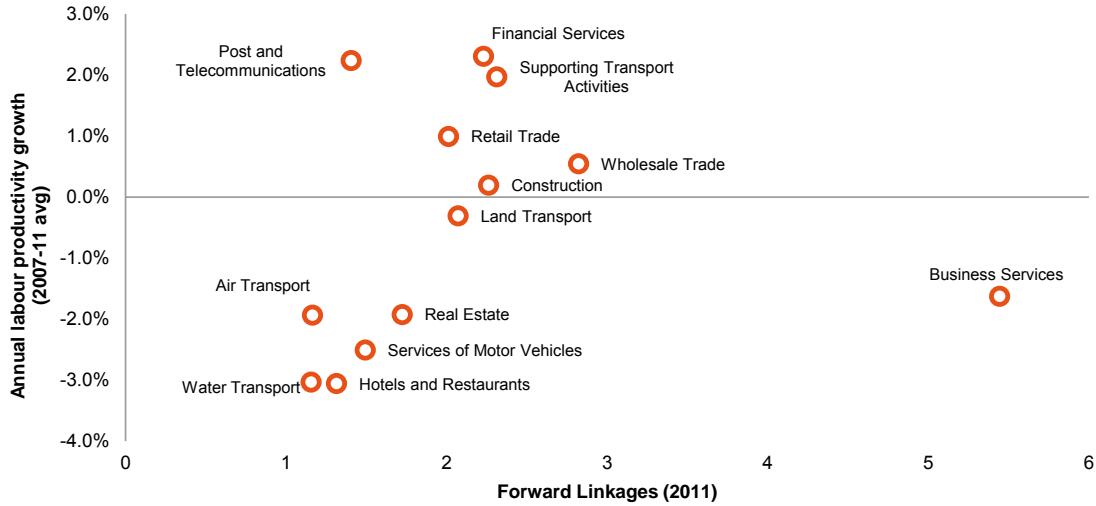 3.0%
2.0%
1.0%
0.0%
-1.0%
-2.0%
-3.0%
-4.0%
Annual labour productivity growth
(2007-11 avg)
Post and
Telecommunications
Financial Services
Supporting Transport
Activities
Retail Trade
Wholesale Trade
Construction
Land Transport
Business Services
Air Transport
Real Estate
Services of Motor Vehicles
Water Transport
Hotels and Restaurants
0
1
2
3
4
5
6
Forward Linkages (2011)